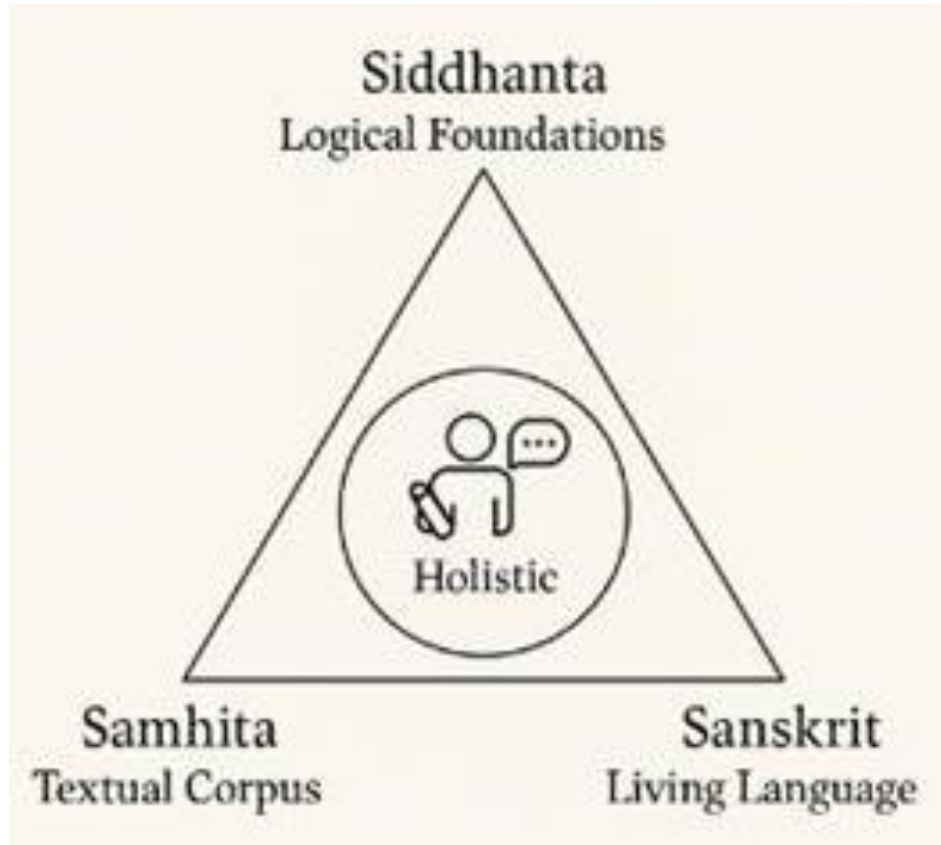 Siddhanta
Logical Foundations
Holistic
Samhita
Textual Corpus
Sanskrit
Living Language